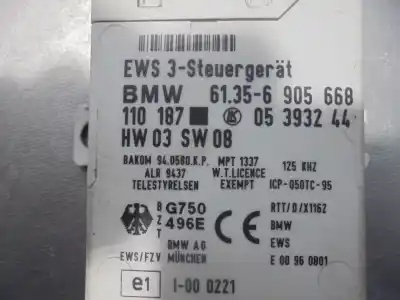 EWS 3-Steuergerät
BMW 61.35-6 905 668
110 187 05 3932 44
HW 03 SW 08
BAKOM 94.0580.K.P. MPT 1337 125 KHZ
ALR 9437 W.T.LICENCE
TELESTYRELSEN EXEMPT ICP-050TC-95
BZT G750 496E CE RTT/D/X1162
BMW AG BMW
EWS/FZV MÜNCHEN EWS
E 00 96 0801
e1 I-00 0221